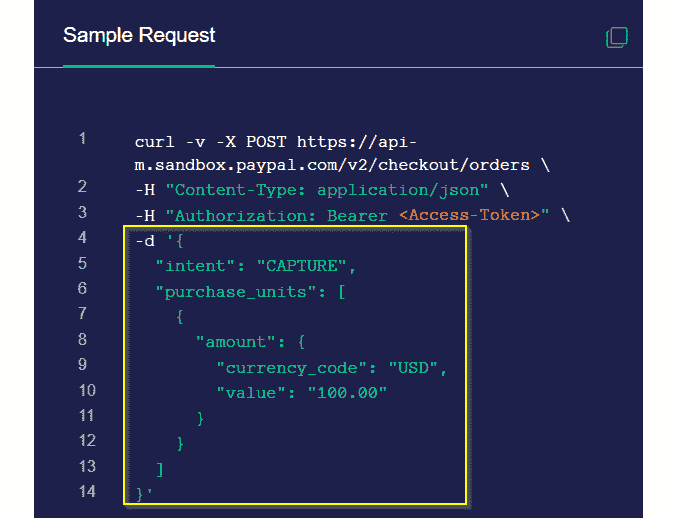 Sample Request
1 curl -v -X POST https://api-
m.sandbox.paypal.com/v2/checkout/orders \
2 -H "Content-Type: application/json" \
3 -H "Authorization: Bearer <Access-Token>" \
4 -d '{
5 "intent": "CAPTURE",
6 "purchase_units": [
7 {
8 "amount": {
9 "currency_code": "USD",
10 "value": "100.00"
11 }
12 }
13 ]
14 }'